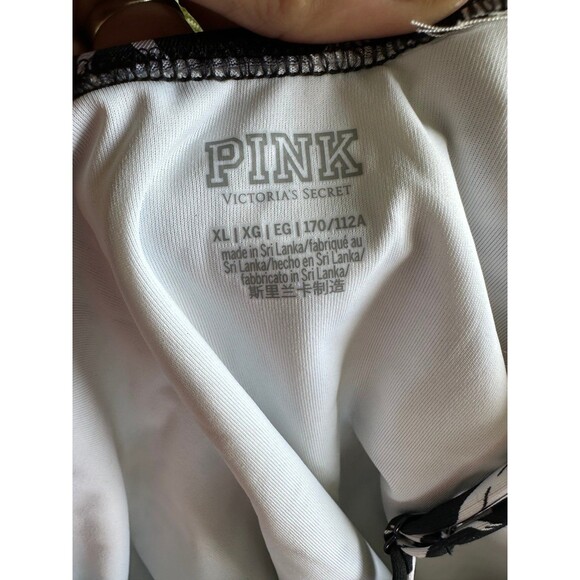 PINK
VICTORIA'S SECRET
XL | XG | EG | 170/112A
made in Sri Lanka/fabriqué au
Sri Lanka/hecho en Sri Lanka/
fabbricato in Sri Lanka/
斯里兰卡制造